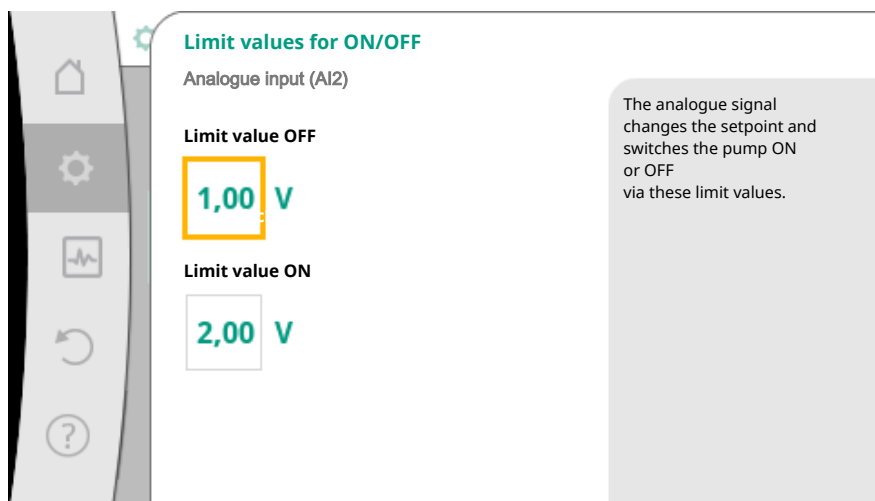 Limit values for ON/OFF
Analogue input (AI2)
Limit value OFF
1,00 V
Limit value ON
2,00 V
The analogue signal
changes the setpoint and
switches the pump ON
or OFF
via these limit values.
?